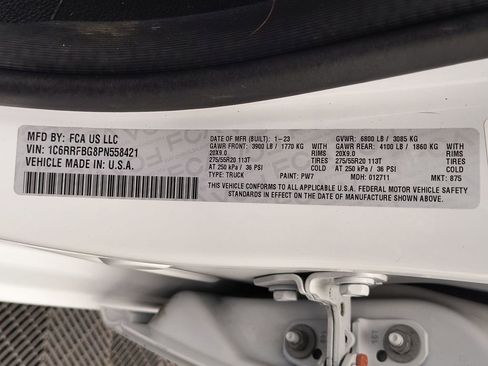 MFD BY: FCA US LLC
VIN: 1C6RRFBG8PN558421
VEHICLE MADE IN: U.S.A.
DATE OF MFR (BUILT): 1-23 GVWR: 6800 LB / 3085 KG
GAWR FRONT: 3900 LB / 1770 KG GAWR REAR: 4100 LB / 1860 KG
20X9.0 RIMS 20X9.0 RIMS
275/55R20 113T TIRES 275/55R20 113T TIRES
AT 250 kPa / 36 PSI COLD AT 250 kPa / 36 PSI COLD
TYPE: TRUCK PAINT: PW7 MDH: 012711 MKT: 875
THIS VEHICLE CONFORMS TO ALL APPLICABLE U.S.A. FEDERAL MOTOR VEHICLE SAFETY
STANDARDS IN EFFECT ON THE DATE OF MANUFACTURE SHOWN ABOVE.